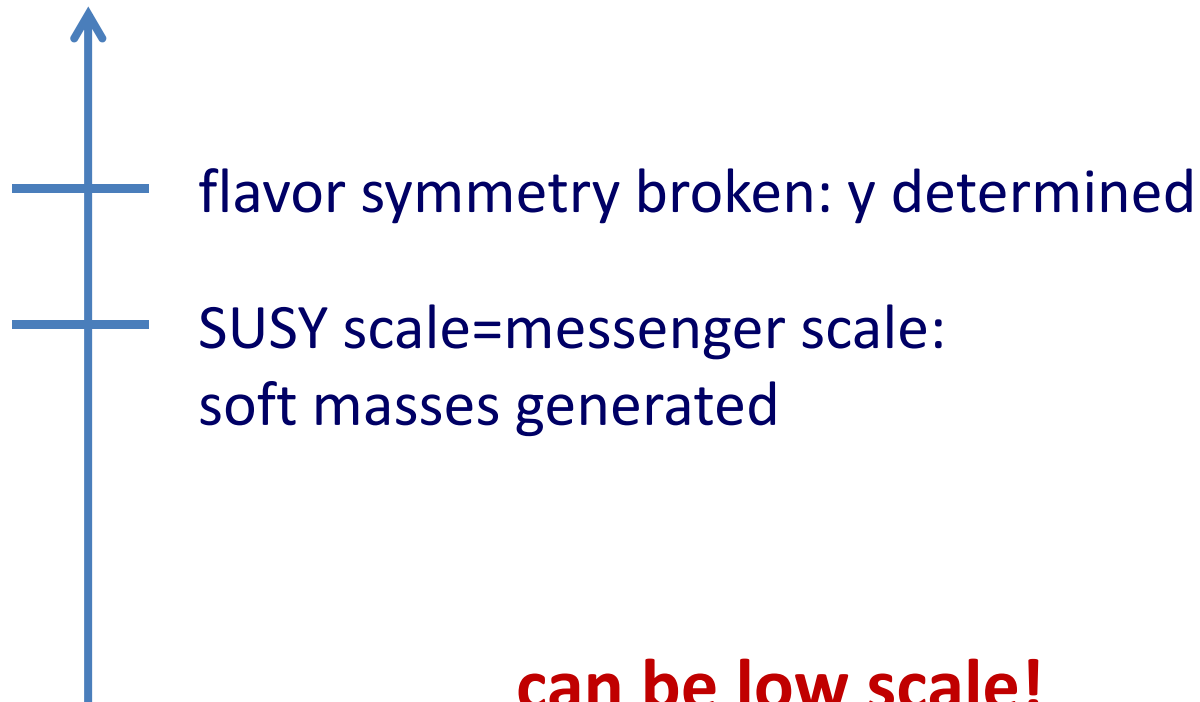 flavor symmetry broken: y determined
SUSY scale=messenger scale:
soft masses generated
can be low scale!